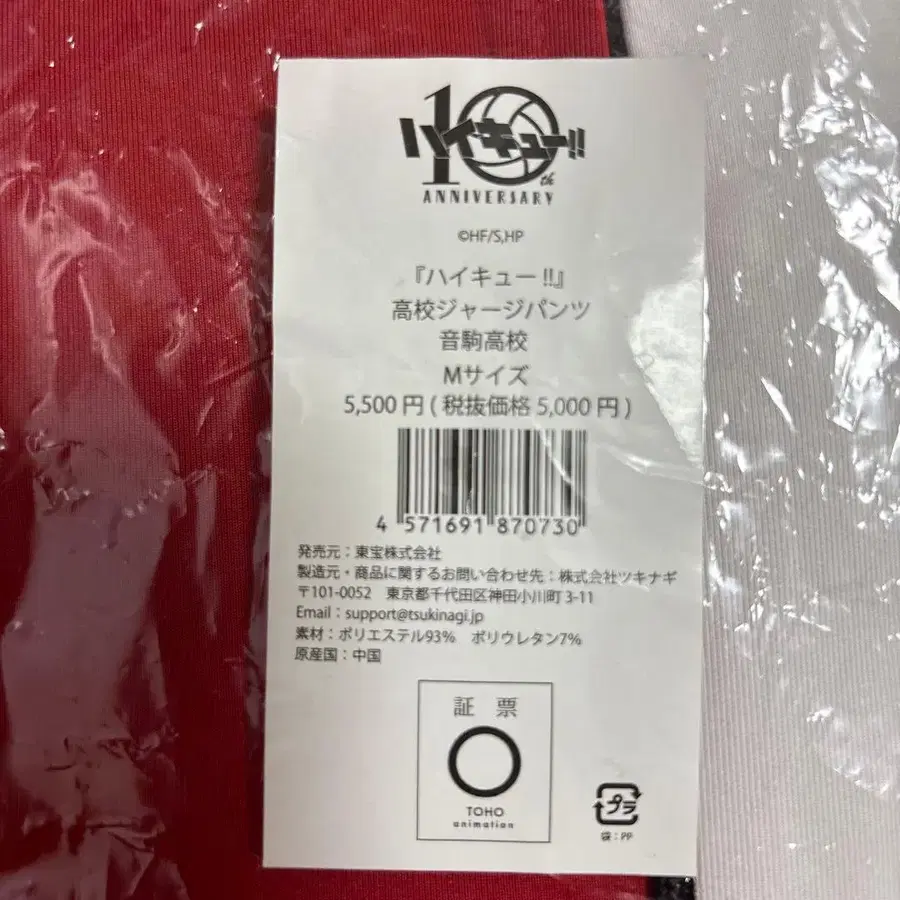 10th
ハイキュー!!
ANNIVERSARY
©HF/S,HP
『ハイキュー!!』
高校ジャージパンツ
音駒高校
Mサイズ
5,500円(税抜価格 5,000円)
4 571691 870730
発売元:東宝株式会社
製造元・商品に関するお問い合わせ先:株式会社ツキナギ
〒101-0052 東京都千代田区神田小川町 3-11
Email:support@tsukinagi.jp
素材:ポリエステル93% ポリウレタン7%
原産国:中国
証 票
TOHO
animation
プラ
袋:PP